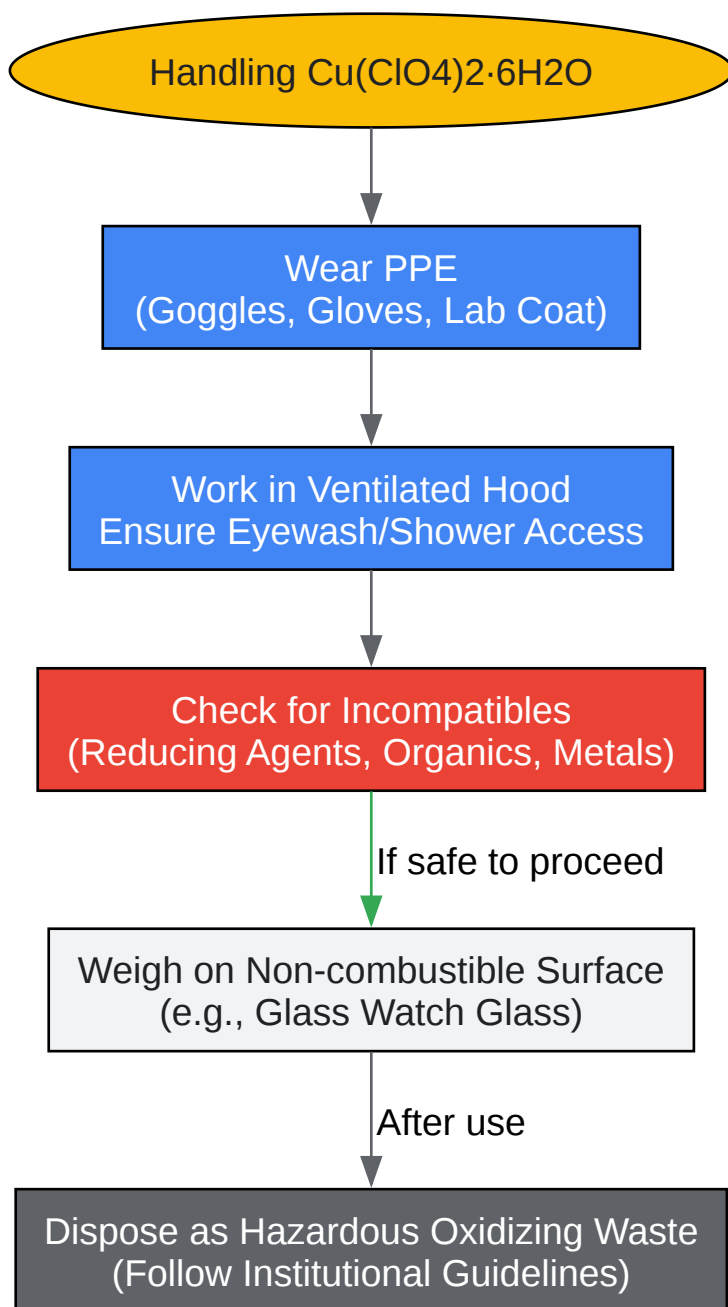 Handling Cu(ClO4)2·6H2O
Wear PPE
(Goggles, Gloves, Lab Coat)
Work in Ventilated Hood
Ensure Eyewash/Shower Access
Check for Incompatibles
(Reducing Agents, Organics, Metals)
If safe to proceed
Weigh on Non-combustible Surface
(e.g., Glass Watch Glass)
After use
Dispose as Hazardous Oxidizing Waste
(Follow Institutional Guidelines)